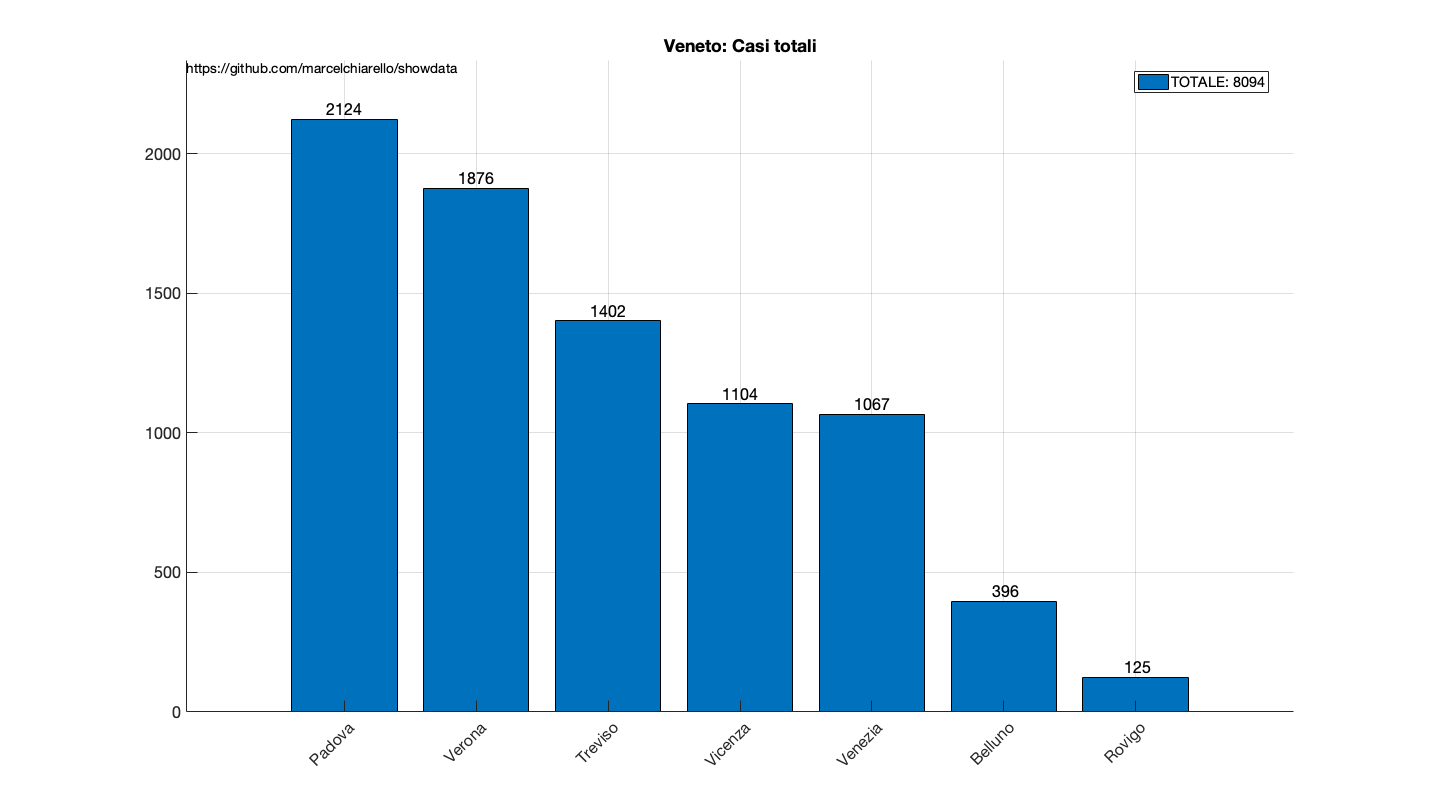 Veneto: Casi totali
https://github.com/marcelchiarello/showdata
TOTALE: 8094
2124
1876
1402
1104
1067
396
125
2000
1500
1000
500
0
Padova
Verona
Treviso
Vicenza
Venezia
Belluno
Rovigo